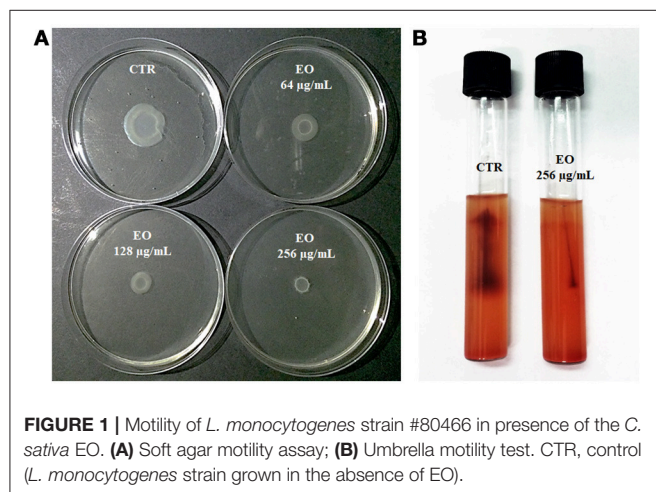 A
CTR
EO
64 µg/mL
EO
128 µg/mL
EO
256 µg/mL
B
CTR
EO
256 µg/mL
FIGURE 1 | Motility of L. monocytogenes strain #80466 in presence of the C.
sativa EO. (A) Soft agar motility assay; (B) Umbrella motility test. CTR, control
(L. monocytogenes strain grown in the absence of EO).